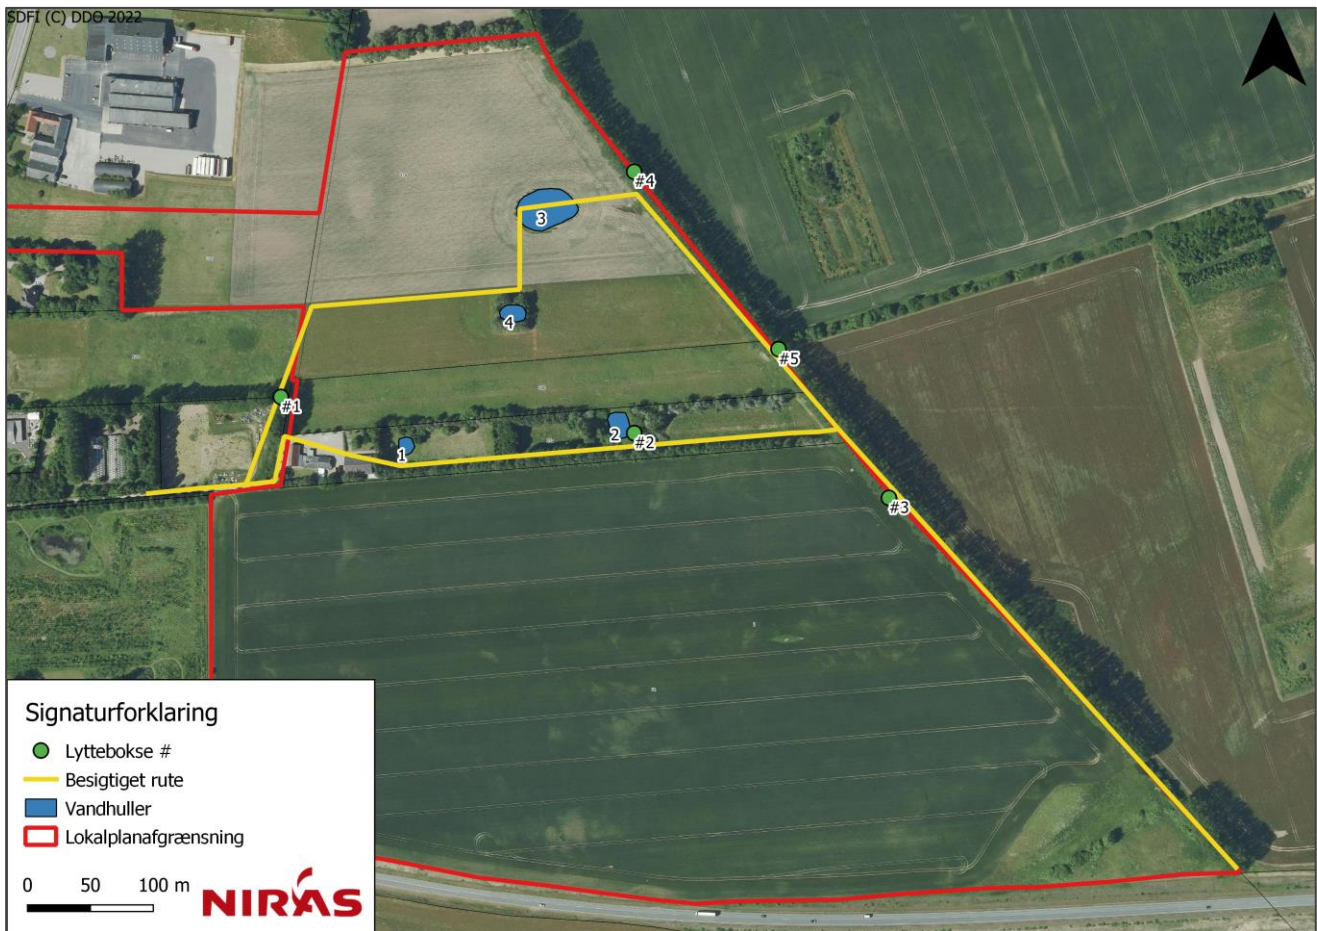 SDFI (C) DDO 2022
#4
3
4
#5
#1
2
#2
1
#3
Signaturforklaring
Lyttebokse #
Besigtiget rute
Vandhuller
Lokalplanafgrænsning
0 50 100 m
NIRAS